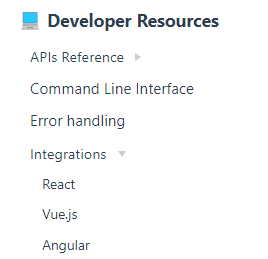 Developer Resources
APIs Reference
Command Line Interface
Error handling
Integrations
React
Vue.js
Angular